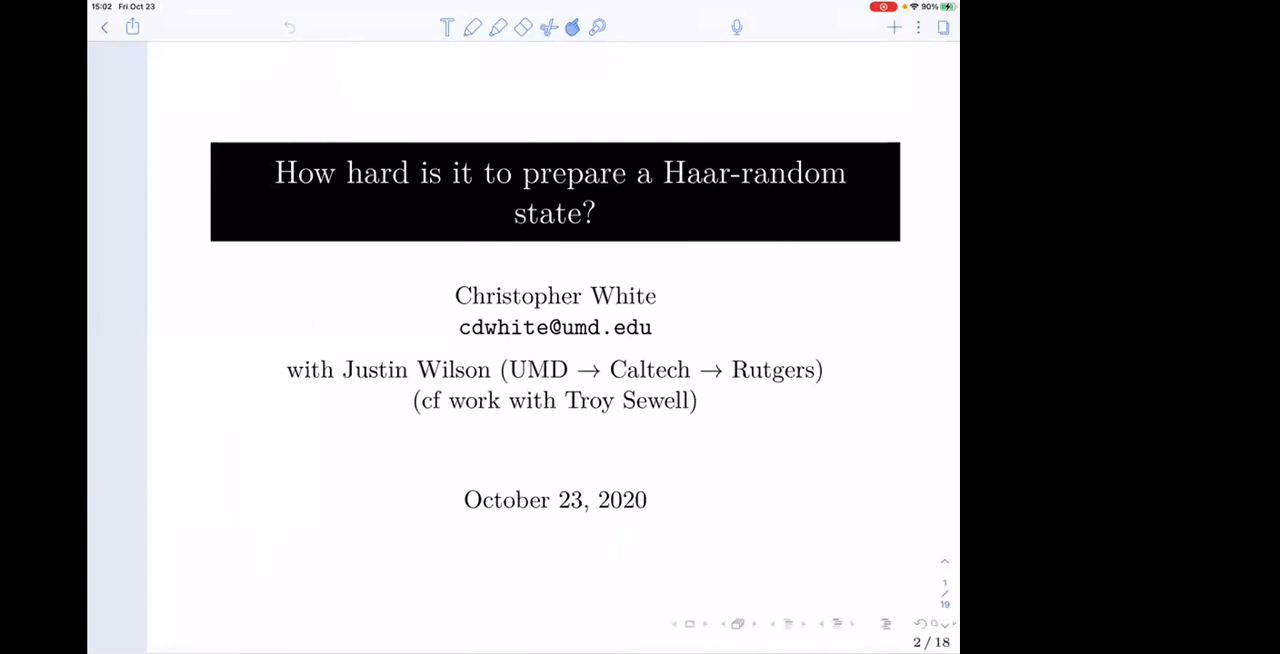 15:02 Fri Oct 23
90%
T
How hard is it to prepare a Haar-random
state?
Christopher White
cdwhite@umd.edu
with Justin Wilson (UMD → Caltech → Rutgers)
(cf work with Troy Sewell)
October 23, 2020
1
/
19
2 / 18